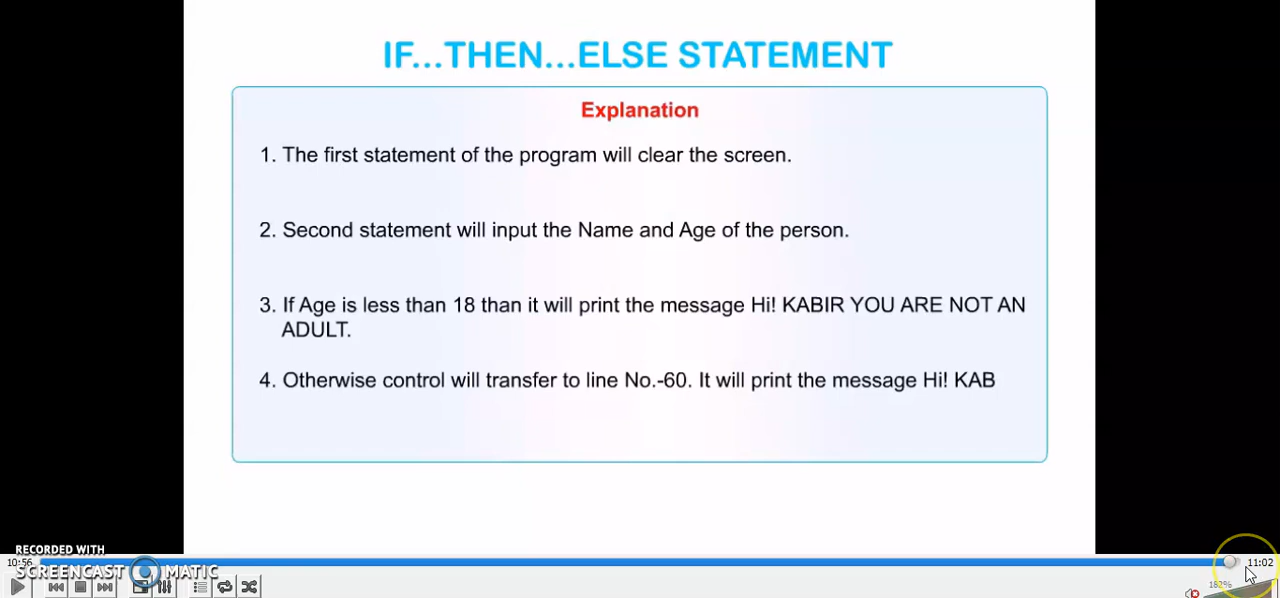 IF...THEN...ELSE STATEMENT
Explanation
1. The first statement of the program will clear the screen.
2. Second statement will input the Name and Age of the person.
3. If Age is less than 18 than it will print the message Hi! KABIR YOU ARE NOT AN
ADULT.
4. Otherwise control will transfer to line No.-60. It will print the message Hi! KAB
RECORDED WITH
10:56
11:02
SCREENCAST MATIC
182%